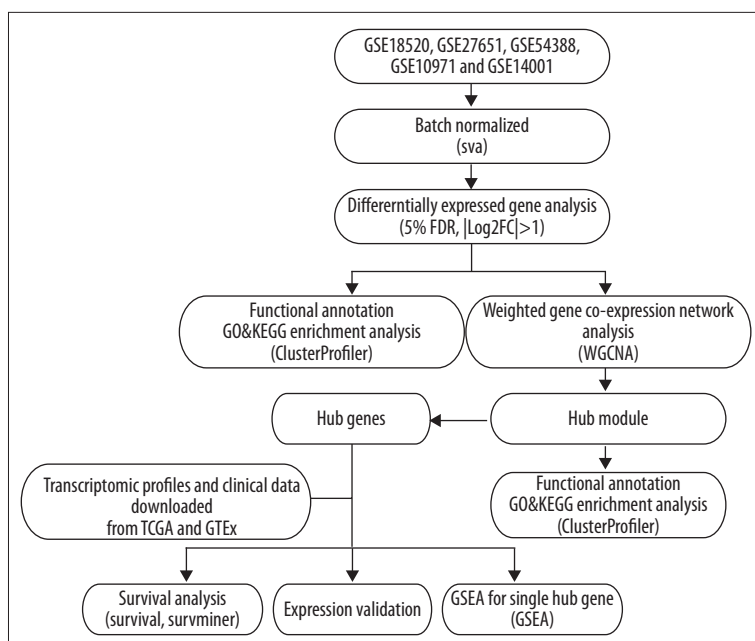 GSE18520, GSE27651, GSE54388,
GSE10971 and GSE14001
Batch normalized
(sva)
Differerntially expressed gene analysis
(5% FDR, |Log2FC|>1)
Functional annotation
GO&KEGG enrichment analysis
(ClusterProfiler)
Weighted gene co-expression network
analysis
(WGCNA)
Hub genes
Hub module
Transcriptomic profiles and clinical data
downloaded
from TCGA and GTEx
Functional annotation
GO&KEGG enrichment analysis
(ClusterProfiler)
Survival analysis
(survival, survminer)
Expression validation
GSEA for single hub gene
(GSEA)